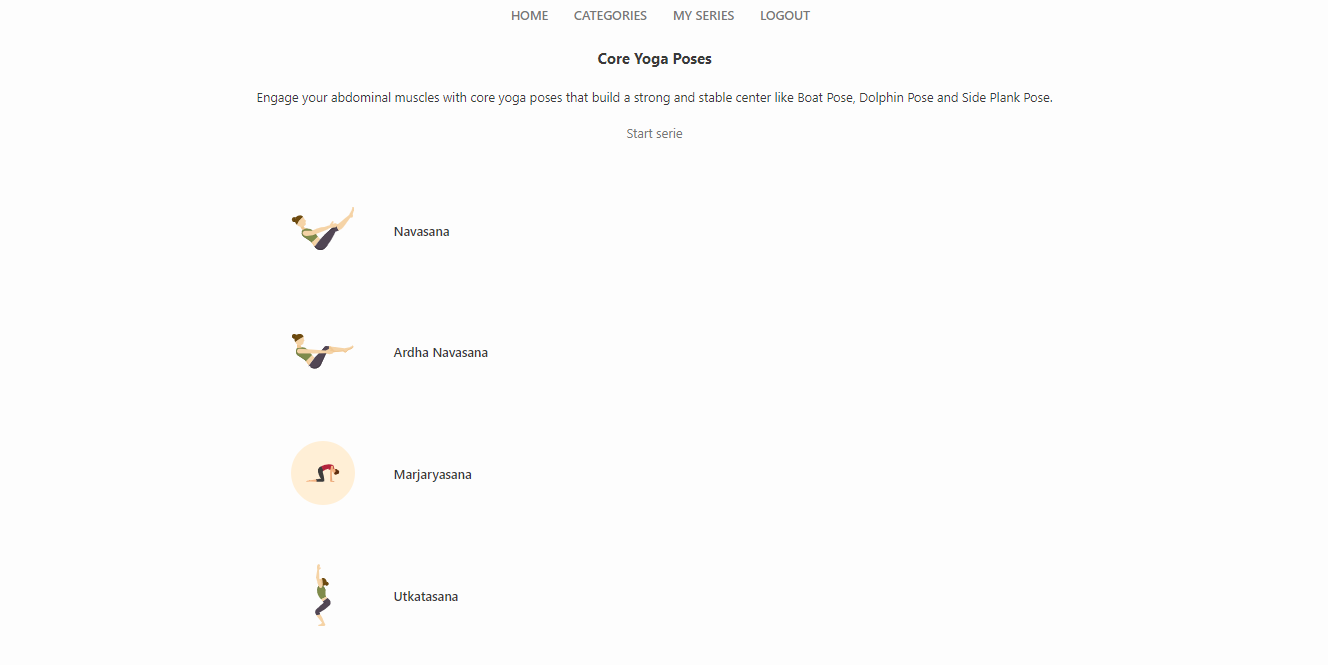 HOME CATEGORIES MY SERIES LOGOUT
Core Yoga Poses
Engage your abdominal muscles with core yoga poses that build a strong and stable center like Boat Pose, Dolphin Pose and Side Plank Pose.
Start serie
Navasana
Ardha Navasana
Marjaryasana
Utkatasana